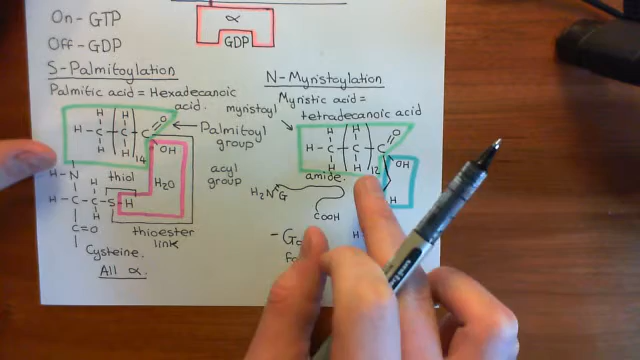 On - GTP
Off - GDP
α
GDP
S-Palmitoylation
Palmitic acid = Hexadecanoic
acid.
H H O
H - C C C
H H 14 OH
Palmitoyl
group
H - N thiol H₂O
H - C - C - S - H
H H
C = O
thioester
link
Cysteine.
All α.
acyl
group
N-Myristoylation
Myristic acid =
tetradecanoic acid
myristoyl
H H O
H - C C C
H H 12 OH
amide.
H₂N G
COOH
H
H